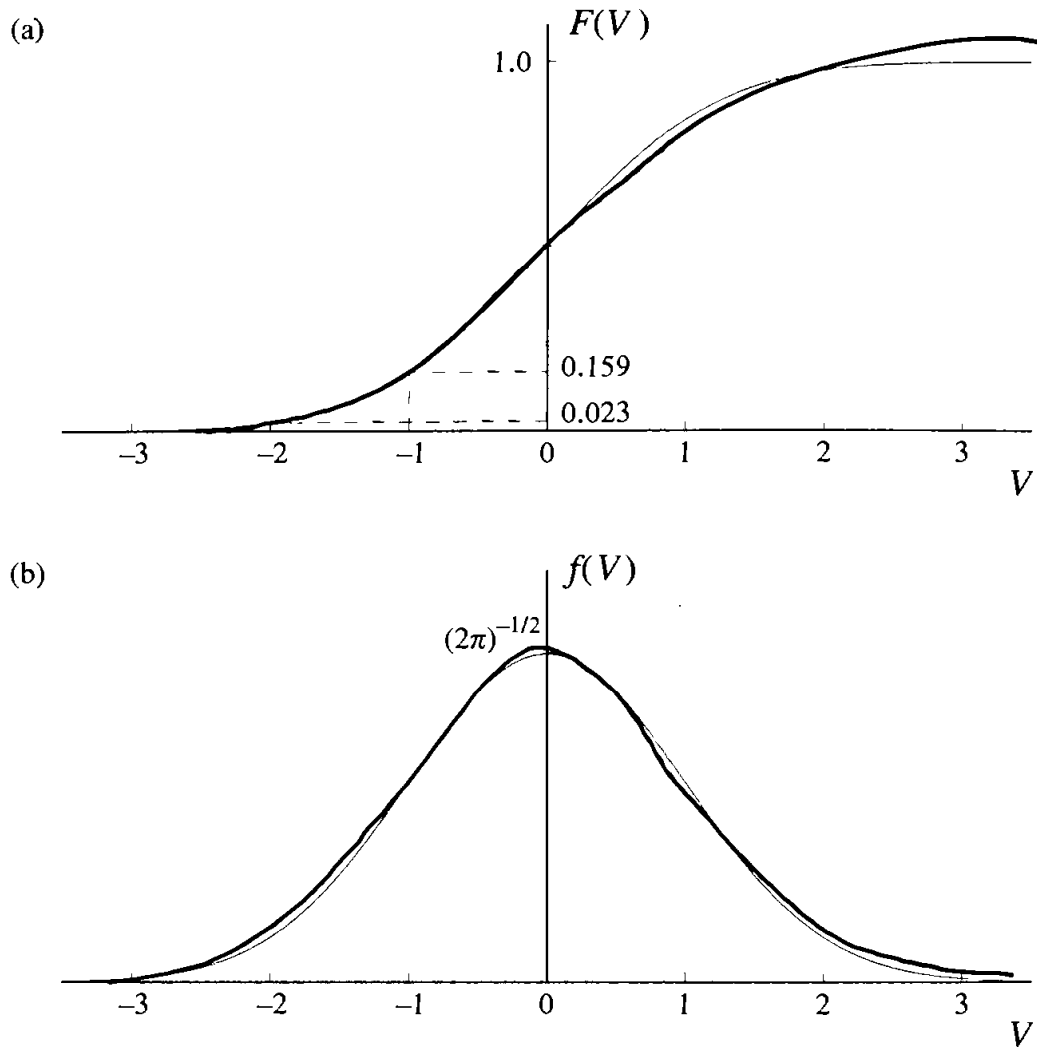 (a)
F(V)
1.0
0.159
0.023
–3 –2 –1 0 1 2 3
V
(b)
f(V)
(2π)^{–1/2}
–3 –2 –1 0 1 2 3
V